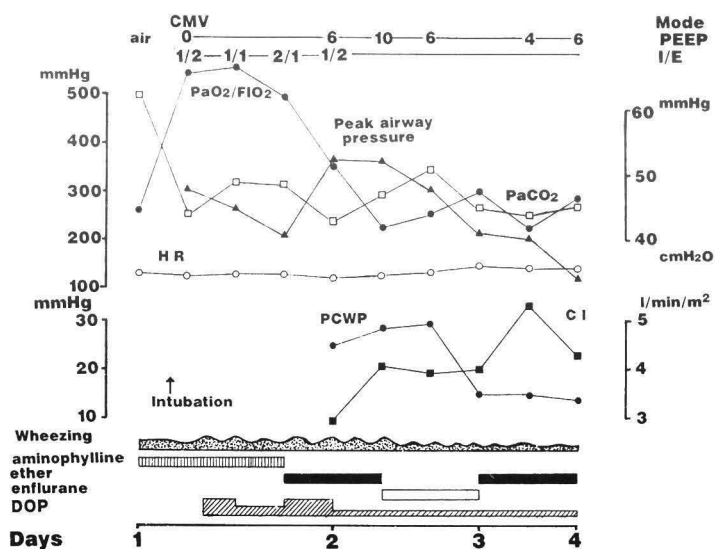 CMV Mode
air 0 6 10 6 4 6 PEEP
1/2 1/1 2/1 1/2 I/E
mmHg
500
400
300
200
100
PaO2/FIO2
Peak airway
pressure
PaCO2
HR
mmHg
60
50
40
cmH2O
mmHg
30
20
10
PCWP
CI
l/min/m²
5
4
3
↑
Intubation
Wheezing
aminophylline
ether
enflurane
DOP
Days 1 2 3 4